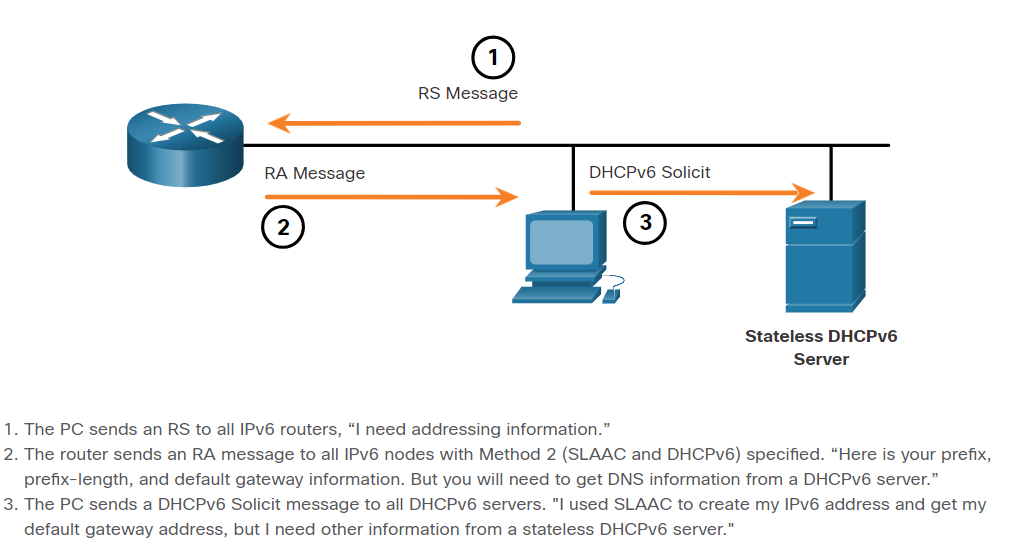 1
RS Message
RA Message
DHCPv6 Solicit
2
3
Stateless DHCPv6
Server
1. The PC sends an RS to all IPv6 routers, “I need addressing information.”
2. The router sends an RA message to all IPv6 nodes with Method 2 (SLAAC and DHCPv6) specified. “Here is your prefix,
prefix-length, and default gateway information. But you will need to get DNS information from a DHCPv6 server.”
3. The PC sends a DHCPv6 Solicit message to all DHCPv6 servers. "I used SLAAC to create my IPv6 address and get my
default gateway address, but I need other information from a stateless DHCPv6 server."